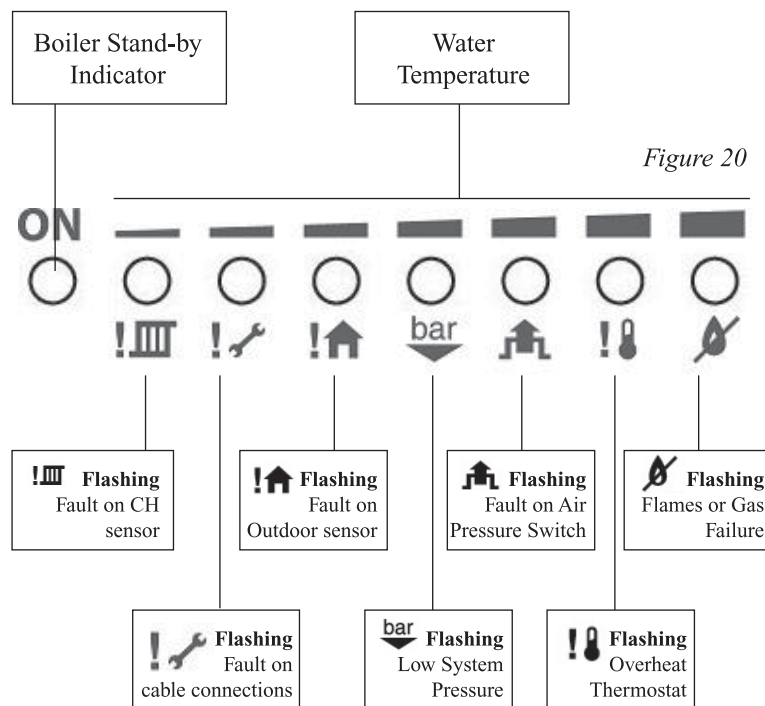 Boiler Stand-by
Indicator
Water
Temperature
Figure 20
ON
bar
Flashing
Fault on CH
sensor
Flashing
Fault on
Outdoor sensor
Flashing
Fault on Air
Pressure Switch
Flashing
Flames or Gas
Failure
Flashing
Fault on
cable connections
bar Flashing
Low System
Pressure
Flashing
Overheat
Thermostat